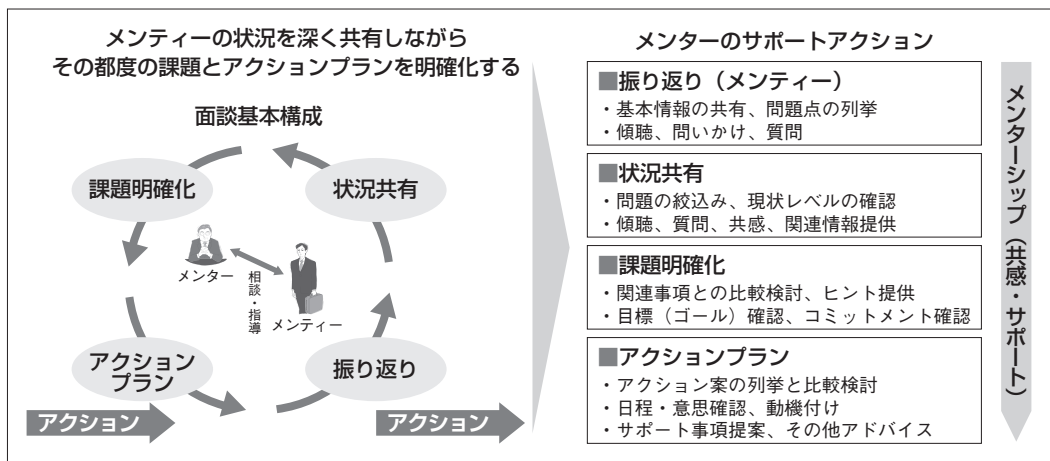 メンティーの状況を深く共有しながら
その都度の課題とアクションプランを明確化する
面談基本構成
課題明確化
状況共有
メンター
相談・指導
メンティー
アクション
プラン
振り返り
アクション
アクション
メンターのサポートアクション
■振り返り（メンティー）
・基本情報の共有、問題点の列挙
・傾聴、問いかけ、質問
■状況共有
・問題の絞込み、現状レベルの確認
・傾聴、質問、共感、関連情報提供
■課題明確化
・関連事項との比較検討、ヒント提供
・目標（ゴール）確認、コミットメント確認
■アクションプラン
・アクション案の列挙と比較検討
・日程・意思確認、動機付け
・サポート事項提案、その他アドバイス
メンターシップ（共感・サポート）